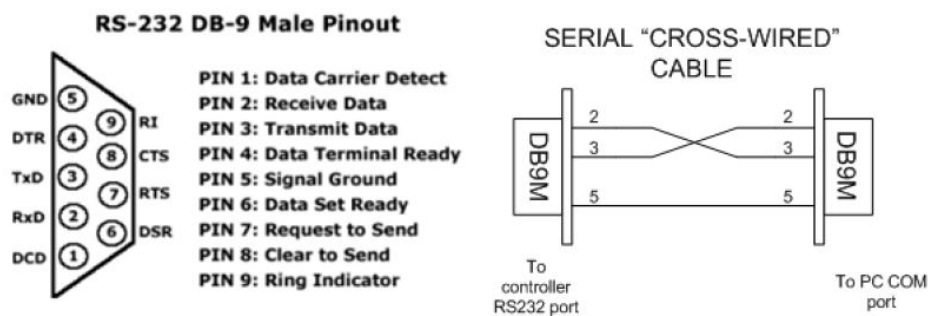 RS-232 DB-9 Male Pinout
GND 5
9 RI
DTR 4
8 CTS
TxD 3
7 RTS
RxD 2
6 DSR
DCD 1
PIN 1: Data Carrier Detect
PIN 2: Receive Data
PIN 3: Transmit Data
PIN 4: Data Terminal Ready
PIN 5: Signal Ground
PIN 6: Data Set Ready
PIN 7: Request to Send
PIN 8: Clear to Send
PIN 9: Ring Indicator
SERIAL “CROSS-WIRED”
CABLE
DB9M
2 2
3 3
5 5
DB9M
To
controller
RS232 port
To PC COM
port